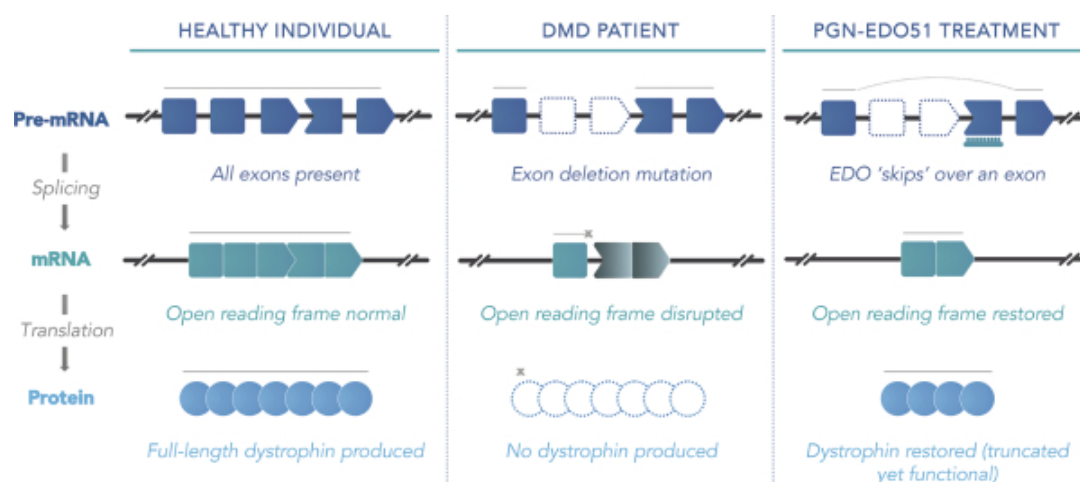 HEALTHY INDIVIDUAL
DMD PATIENT
PGN-EDO51 TREATMENT
Pre-mRNA
All exons present
Exon deletion mutation
EDO 'skips' over an exon
Splicing
mRNA
Open reading frame normal
Open reading frame disrupted
Open reading frame restored
Translation
Protein
Full-length dystrophin produced
No dystrophin produced
Dystrophin restored (truncated
yet functional)